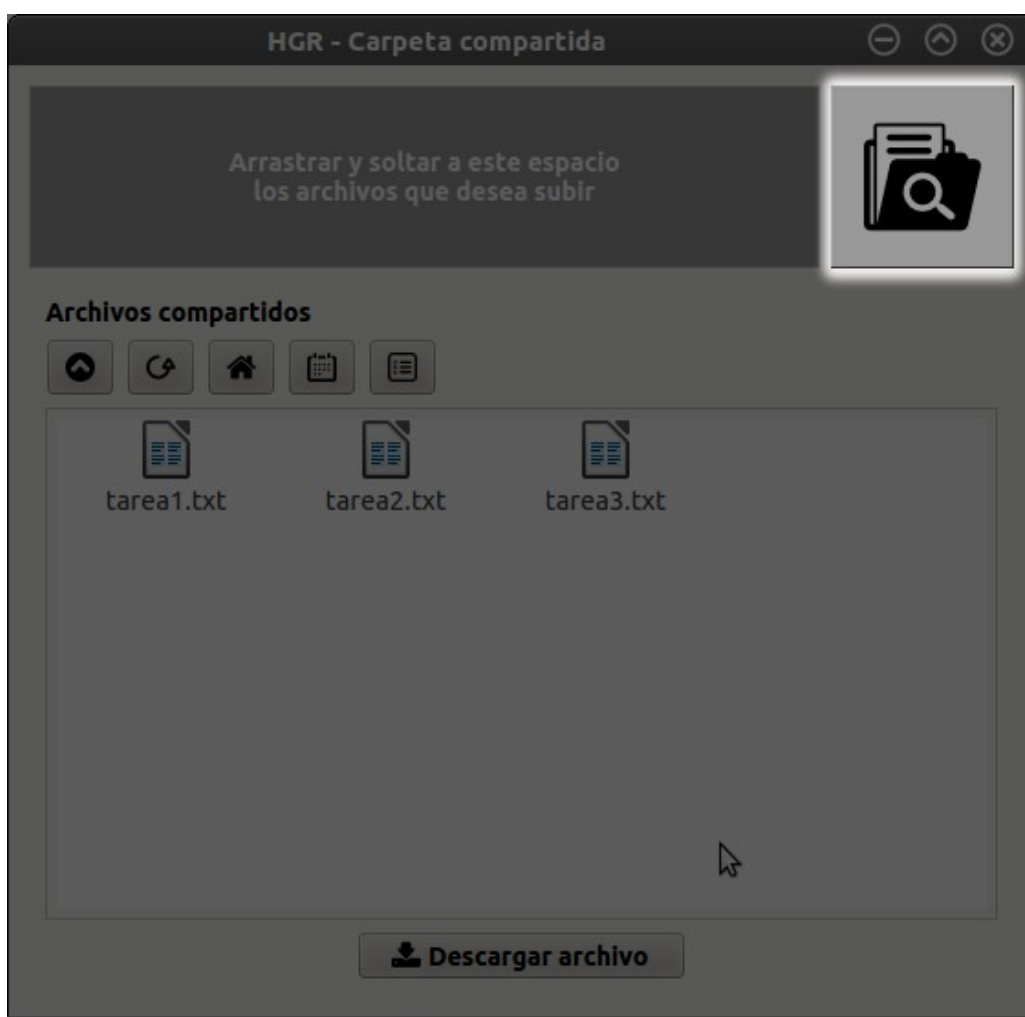 HGR - Carpeta compartida
Arrastrar y soltar a este espacio
los archivos que desea subir
Archivos compartidos
tarea1.txt
tarea2.txt
tarea3.txt
Descargar archivo